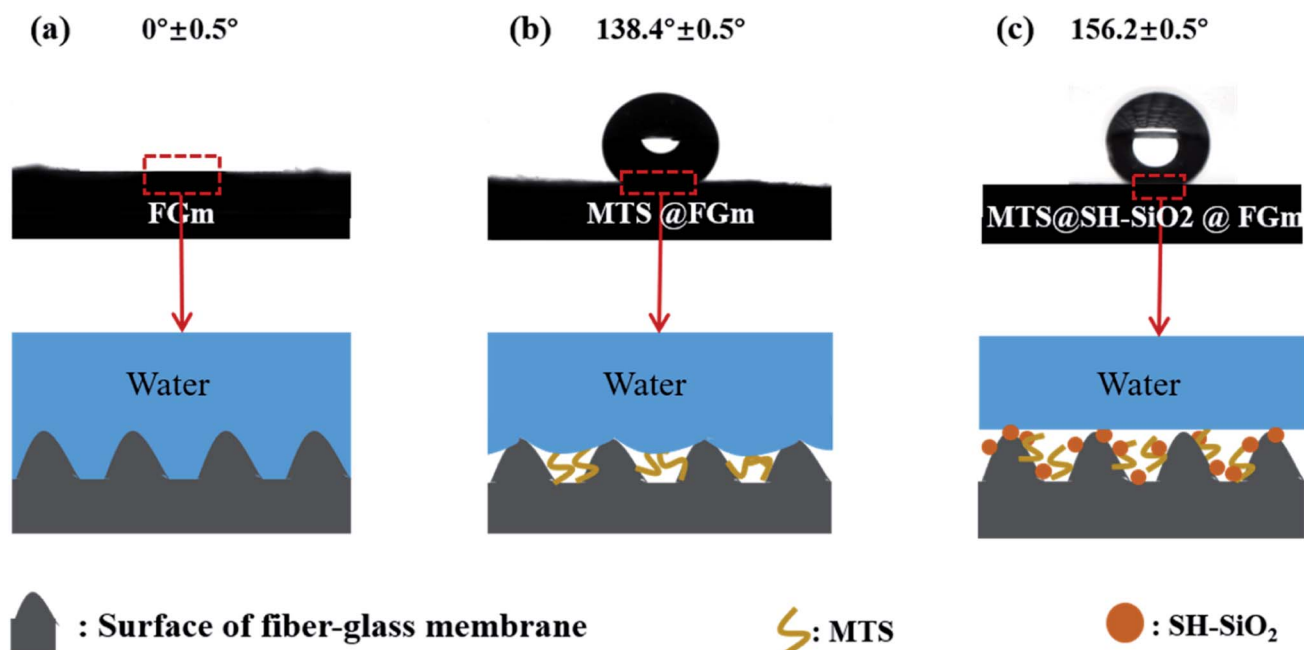 (a) 0°±0.5°
(b) 138.4°±0.5°
(c) 156.2±0.5°
FGm
MTS @FGm
MTS@SH-SiO2 @ FGm
Water
Water
Water
: Surface of fiber-glass membrane
: MTS
: SH-SiO₂